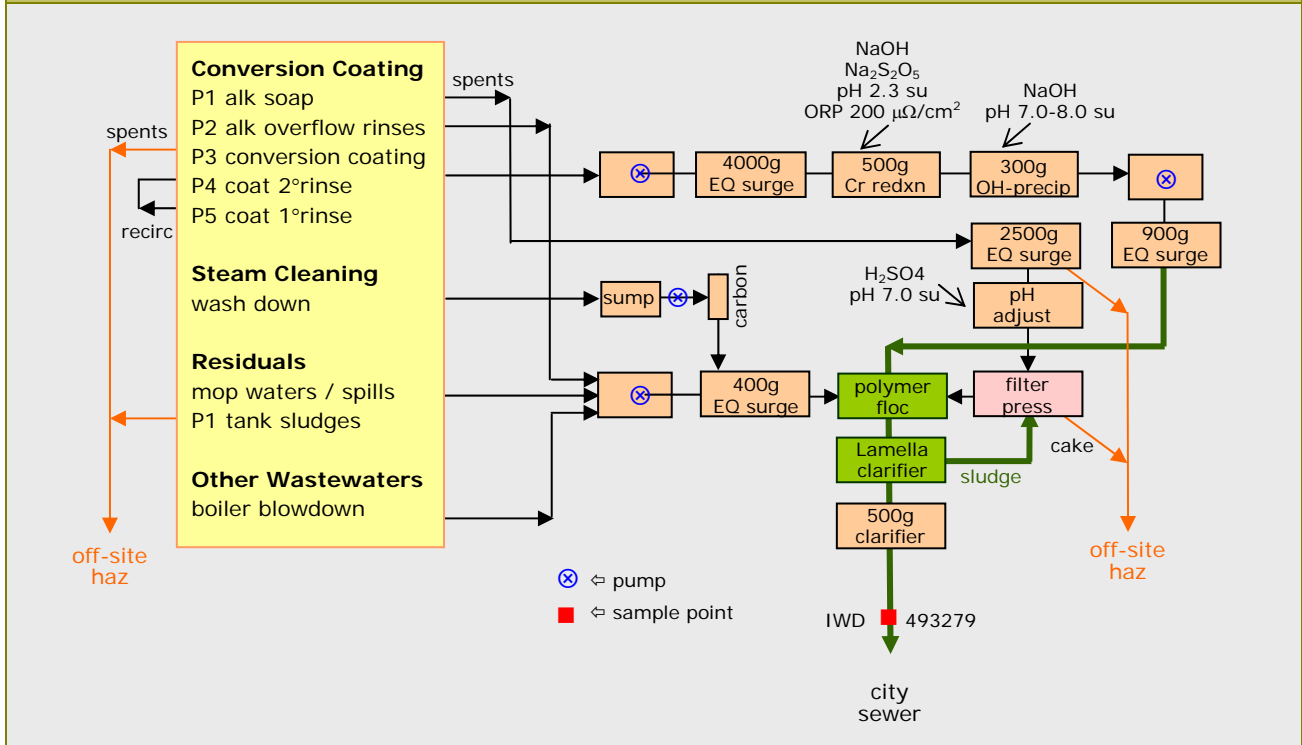 Conversion Coating
P1 alk soap
P2 alk overflow rinses
P3 conversion coating
P4 coat 2°rinse
P5 coat 1°rinse
Steam Cleaning
wash down
Residuals
mop waters / spills
P1 tank sludges
Other Wastewaters
boiler blowdown
spents
recirc
off-site
haz
spents
NaOH
Na₂S₂O₅
pH 2.3 su
ORP 200 µΩ/cm²
NaOH
pH 7.0-8.0 su
4000g
EQ surge
500g
Cr redxn
300g
OH-precip
900g
EQ surge
2500g
EQ surge
H₂SO4
pH 7.0 su
pH
adjust
sump
carbon
400g
EQ surge
polymer
floc
filter
press
cake
Lamella
clarifier
sludge
500g
clarifier
off-site
haz
⇦ pump
⇦ sample point
IWD 493279
city
sewer